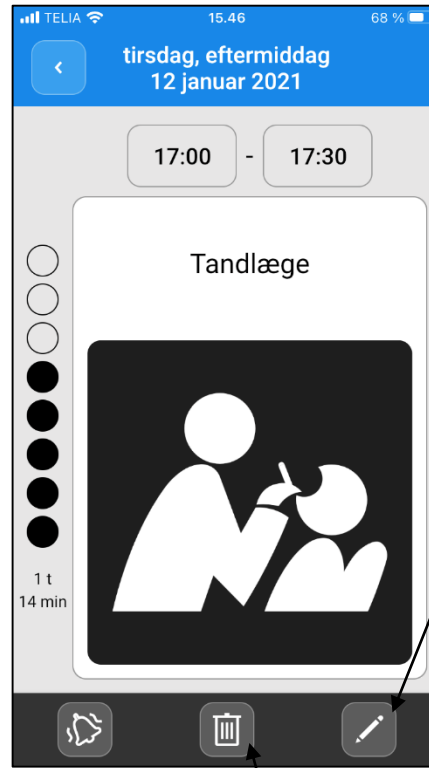 TELIA 15.46 68 %
tirsdag, eftermiddag
12 januar 2021
17:00 - 17:30
Tandlæge
1 t
14 min